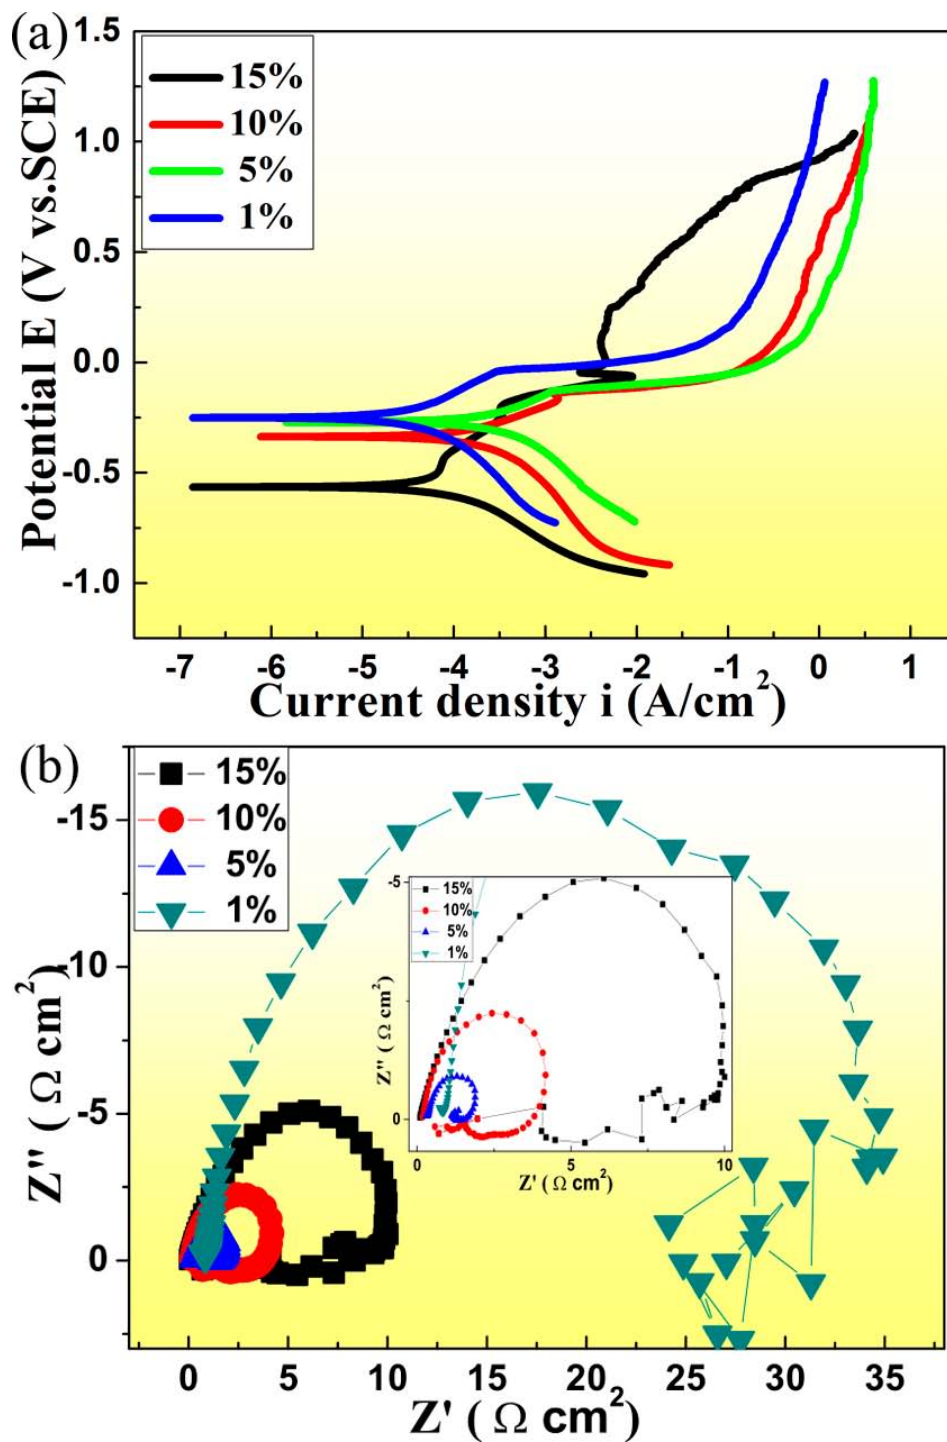 (a)
1.5
1.0
0.5
0.0
-0.5
-1.0
Potential E (V vs.SCE)
15%
10%
5%
1%
-7 -6 -5 -4 -3 -2 -1 0 1
Current density i (A/cm²)
(b)
-15
-10
-5
0
Z'' ( Ω cm²)
15%
10%
5%
1%
-5
0
Z'' ( Ω cm²)
15%
10%
5%
1%
0 5 10
Z' ( Ω cm²)
0 5 10 15 20 25 30 35
Z' ( Ω cm²)